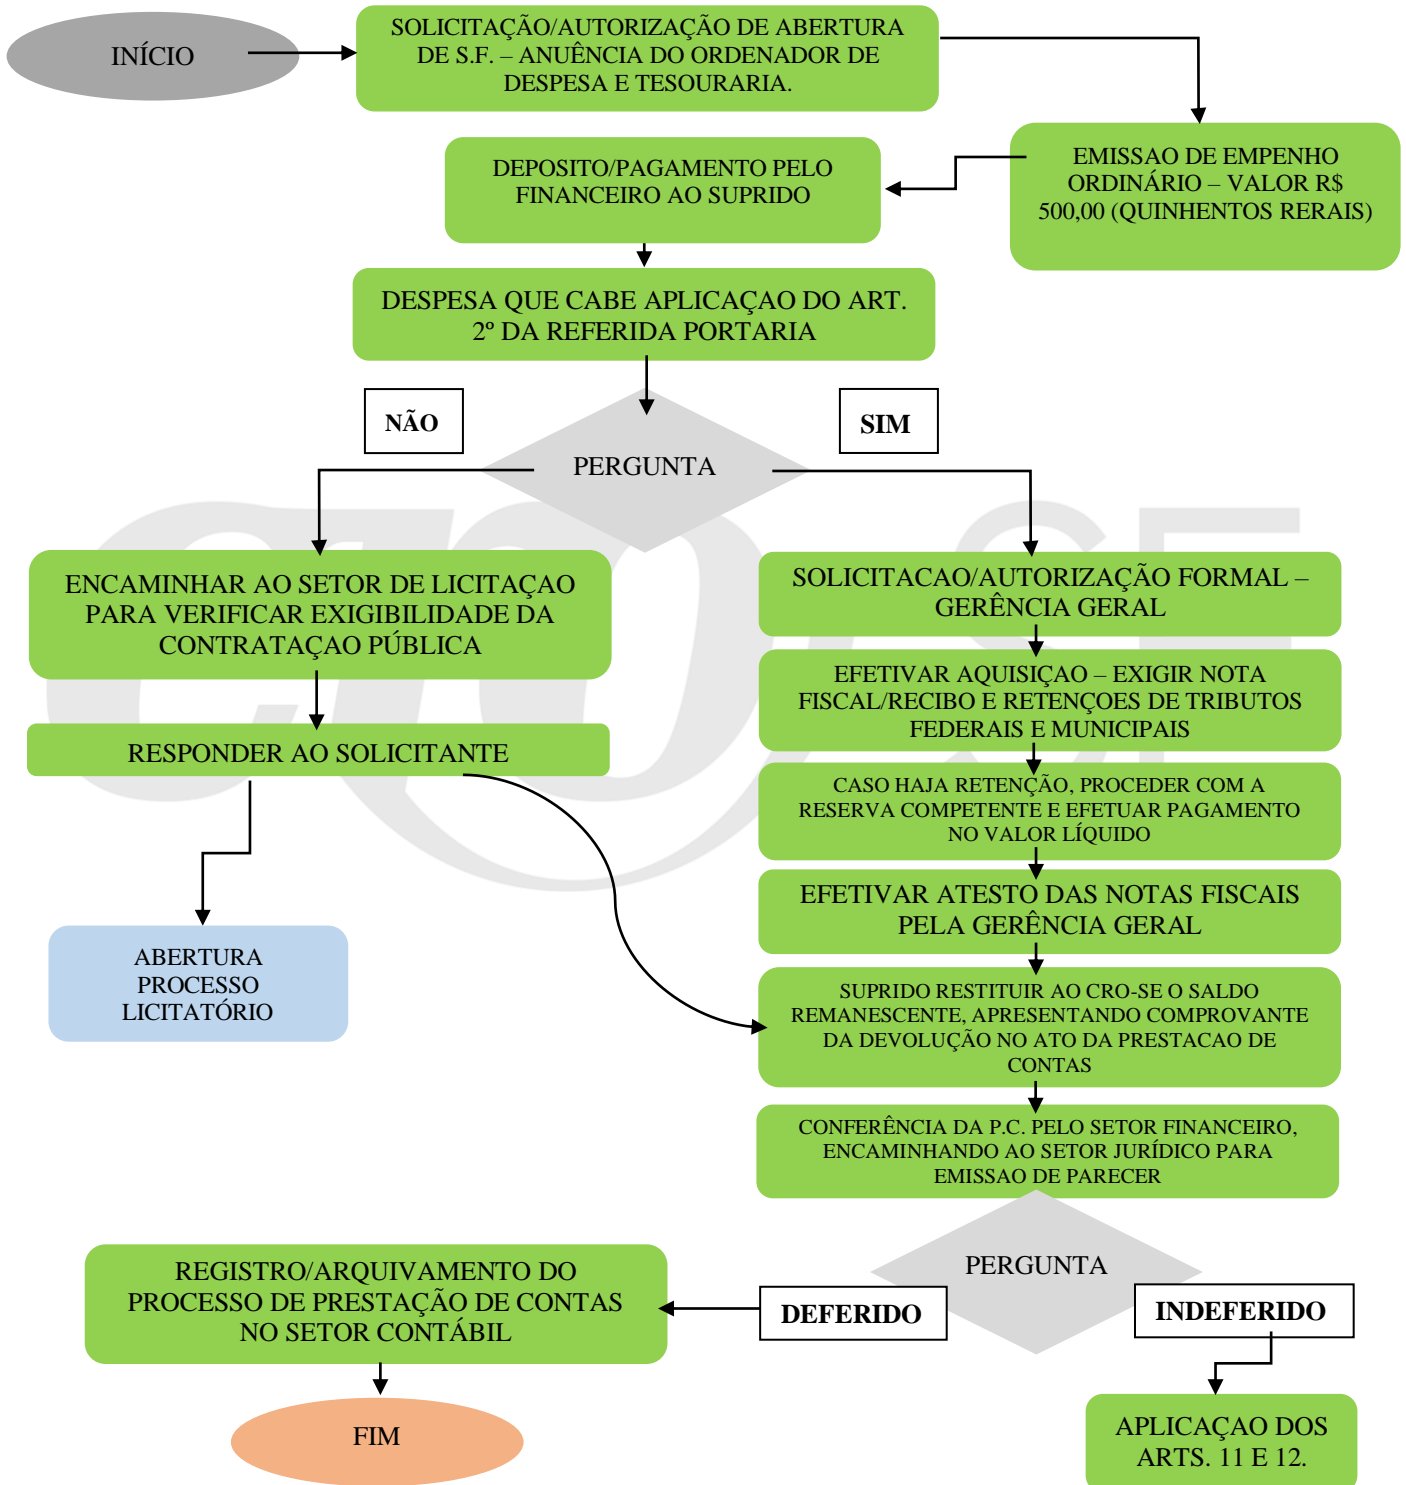 INÍCIO
SOLICITAÇÃO/AUTORIZAÇÃO DE ABERTURA
DE S.F. – ANUÊNCIA DO ORDENADOR DE
DESPESA E TESOURARIA.
EMISSAO DE EMPENHO
ORDINÁRIO – VALOR R$
500,00 (QUINHENTOS RERAIS)
DEPOSITO/PAGAMENTO PELO
FINANCEIRO AO SUPRIDO
DESPESA QUE CABE APLICAÇAO DO ART.
2º DA REFERIDA PORTARIA
NÃO
SIM
PERGUNTA
ENCAMINHAR AO SETOR DE LICITAÇAO
PARA VERIFICAR EXIGIBILIDADE DA
CONTRATAÇAO PÚBLICA
RESPONDER AO SOLICITANTE
ABERTURA
PROCESSO
LICITATÓRIO
SOLICITACAO/AUTORIZAÇÃO FORMAL –
GERÊNCIA GERAL
EFETIVAR AQUISIÇAO – EXIGIR NOTA
FISCAL/RECIBO E RETENÇOES DE TRIBUTOS
FEDERAIS E MUNICIPAIS
CASO HAJA RETENÇÃO, PROCEDER COM A
RESERVA COMPETENTE E EFETUAR PAGAMENTO
NO VALOR LÍQUIDO
EFETIVAR ATESTO DAS NOTAS FISCAIS
PELA GERÊNCIA GERAL
SUPRIDO RESTITUIR AO CRO-SE O SALDO
REMANESCENTE, APRESENTANDO COMPROVANTE
DA DEVOLUÇÃO NO ATO DA PRESTACAO DE
CONTAS
CONFERÊNCIA DA P.C. PELO SETOR FINANCEIRO,
ENCAMINHANDO AO SETOR JURÍDICO PARA
EMISSAO DE PARECER
PERGUNTA
DEFERIDO
INDEFERIDO
REGISTRO/ARQUIVAMENTO DO
PROCESSO DE PRESTAÇÃO DE CONTAS
NO SETOR CONTÁBIL
FIM
APLICAÇAO DOS
ARTS. 11 E 12.
cro SE